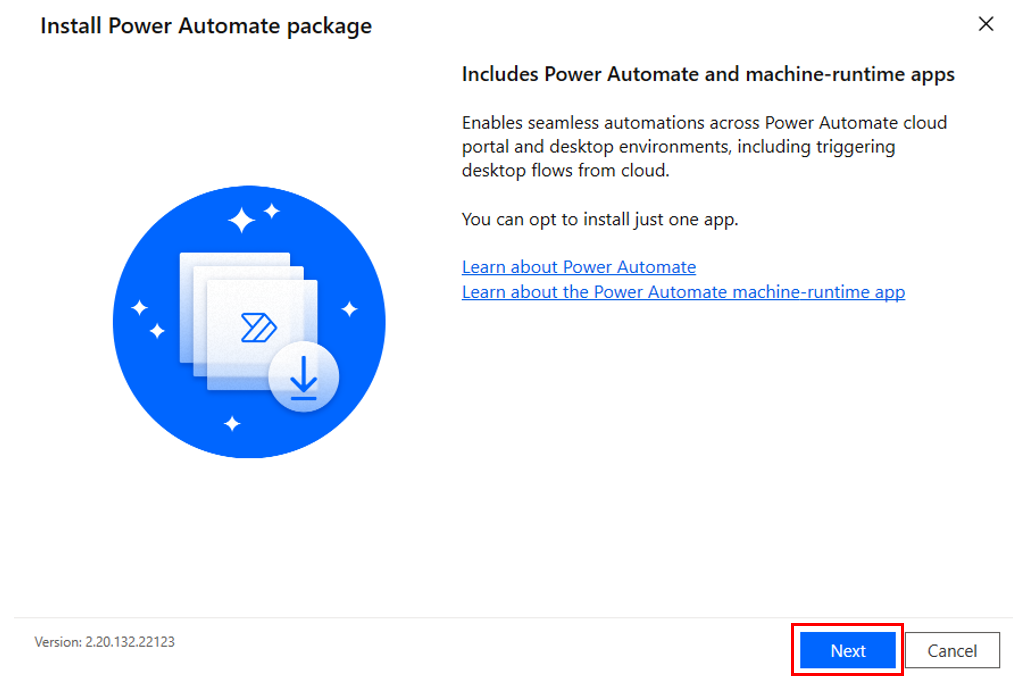 Install Power Automate package
Includes Power Automate and machine-runtime apps
Enables seamless automations across Power Automate cloud
portal and desktop environments, including triggering
desktop flows from cloud.
You can opt to install just one app.
Learn about Power Automate
Learn about the Power Automate machine-runtime app
Version: 2.20.132.22123
Next
Cancel